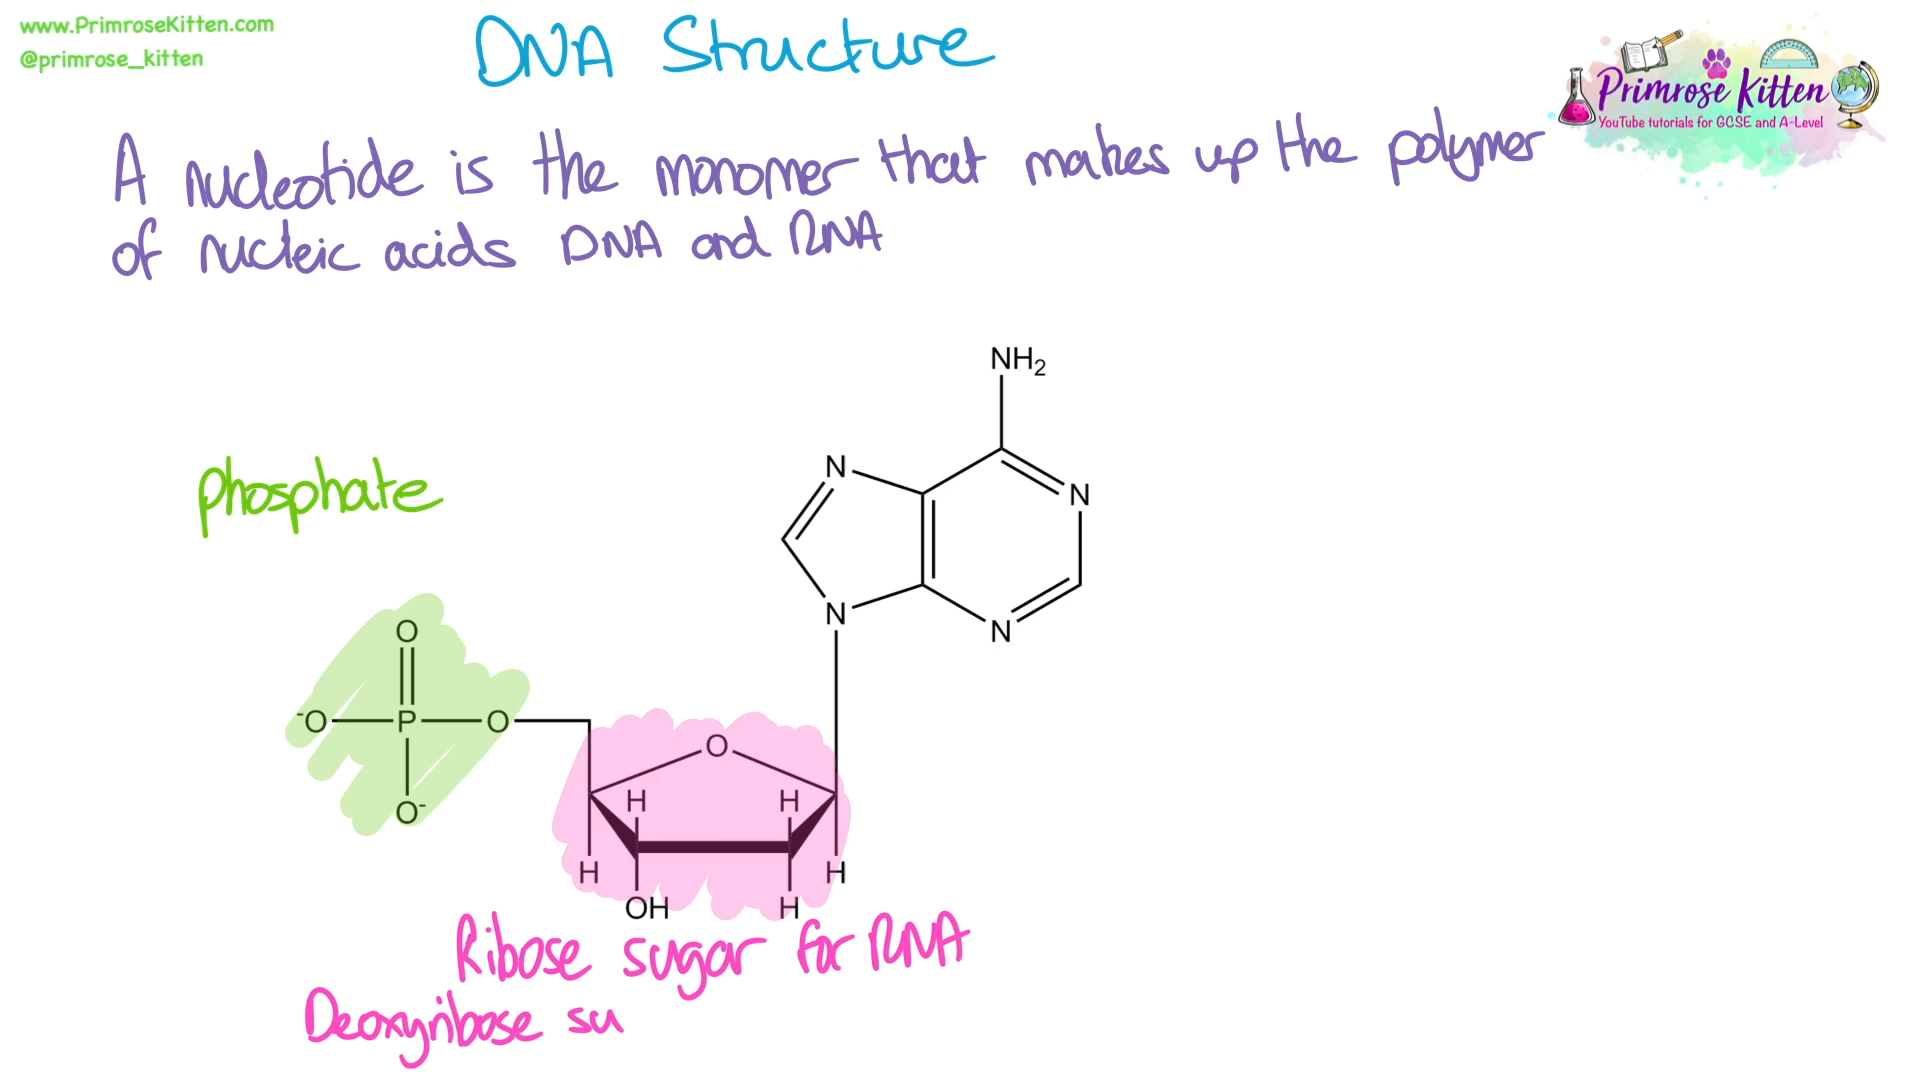 www.PrimroseKitten.com
@primrose_kitten
DNA Structure
Primrose Kitten
YouTube tutorials for GCSE and A-Level
A nucleotide is the monomer that makes up the polymer
of nucleic acids DNA and RNA
NH2
N
N
phosphate
N
N
O
-O P O
O
H H
O-
H H
OH H
Ribose sugar for RNA
Deoxyribose su